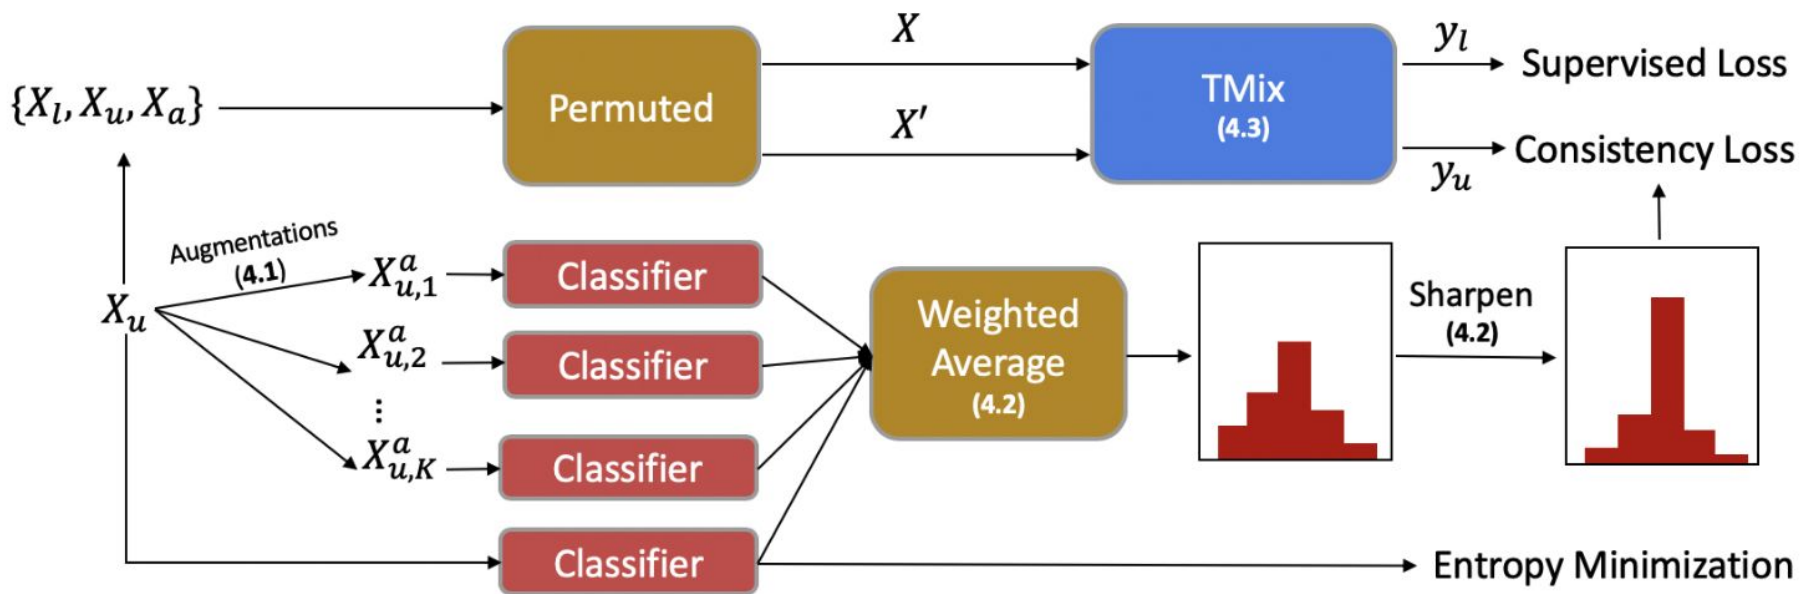 {X_l, X_u, X_a}
Permuted
X
X′
TMix
(4.3)
y_l
Supervised Loss
y_u
Consistency Loss
X_u
Augmentations
(4.1)
X^a_{u,1}
Classifier
X^a_{u,2}
Classifier
⋮
X^a_{u,K}
Classifier
Classifier
Weighted
Average
(4.2)
Sharpen
(4.2)
Entropy Minimization